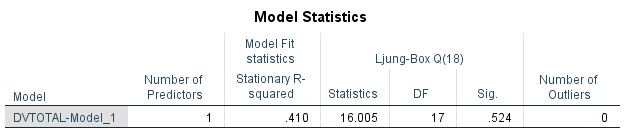 Model Statistics
Model Fit
statistics
Ljung-Box Q(18)
Model
Number of
Predictors
Stationary R-
squared
Statistics
DF
Sig.
Number of
Outliers
DVTOTAL-Model_1 1 .410 16.005 17 .524 0